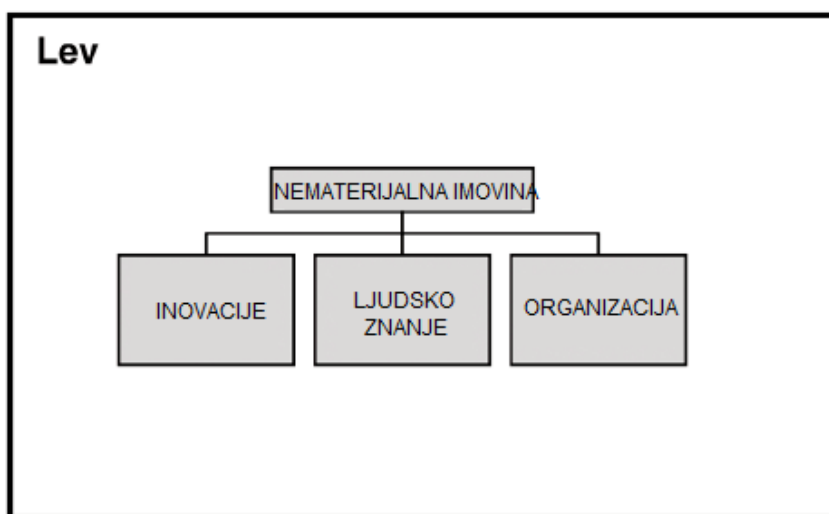 Lev
NEMATERIJALNA IMOVINA
INOVACIJE
LJUDSKO
ZNANJE
ORGANIZACIJA